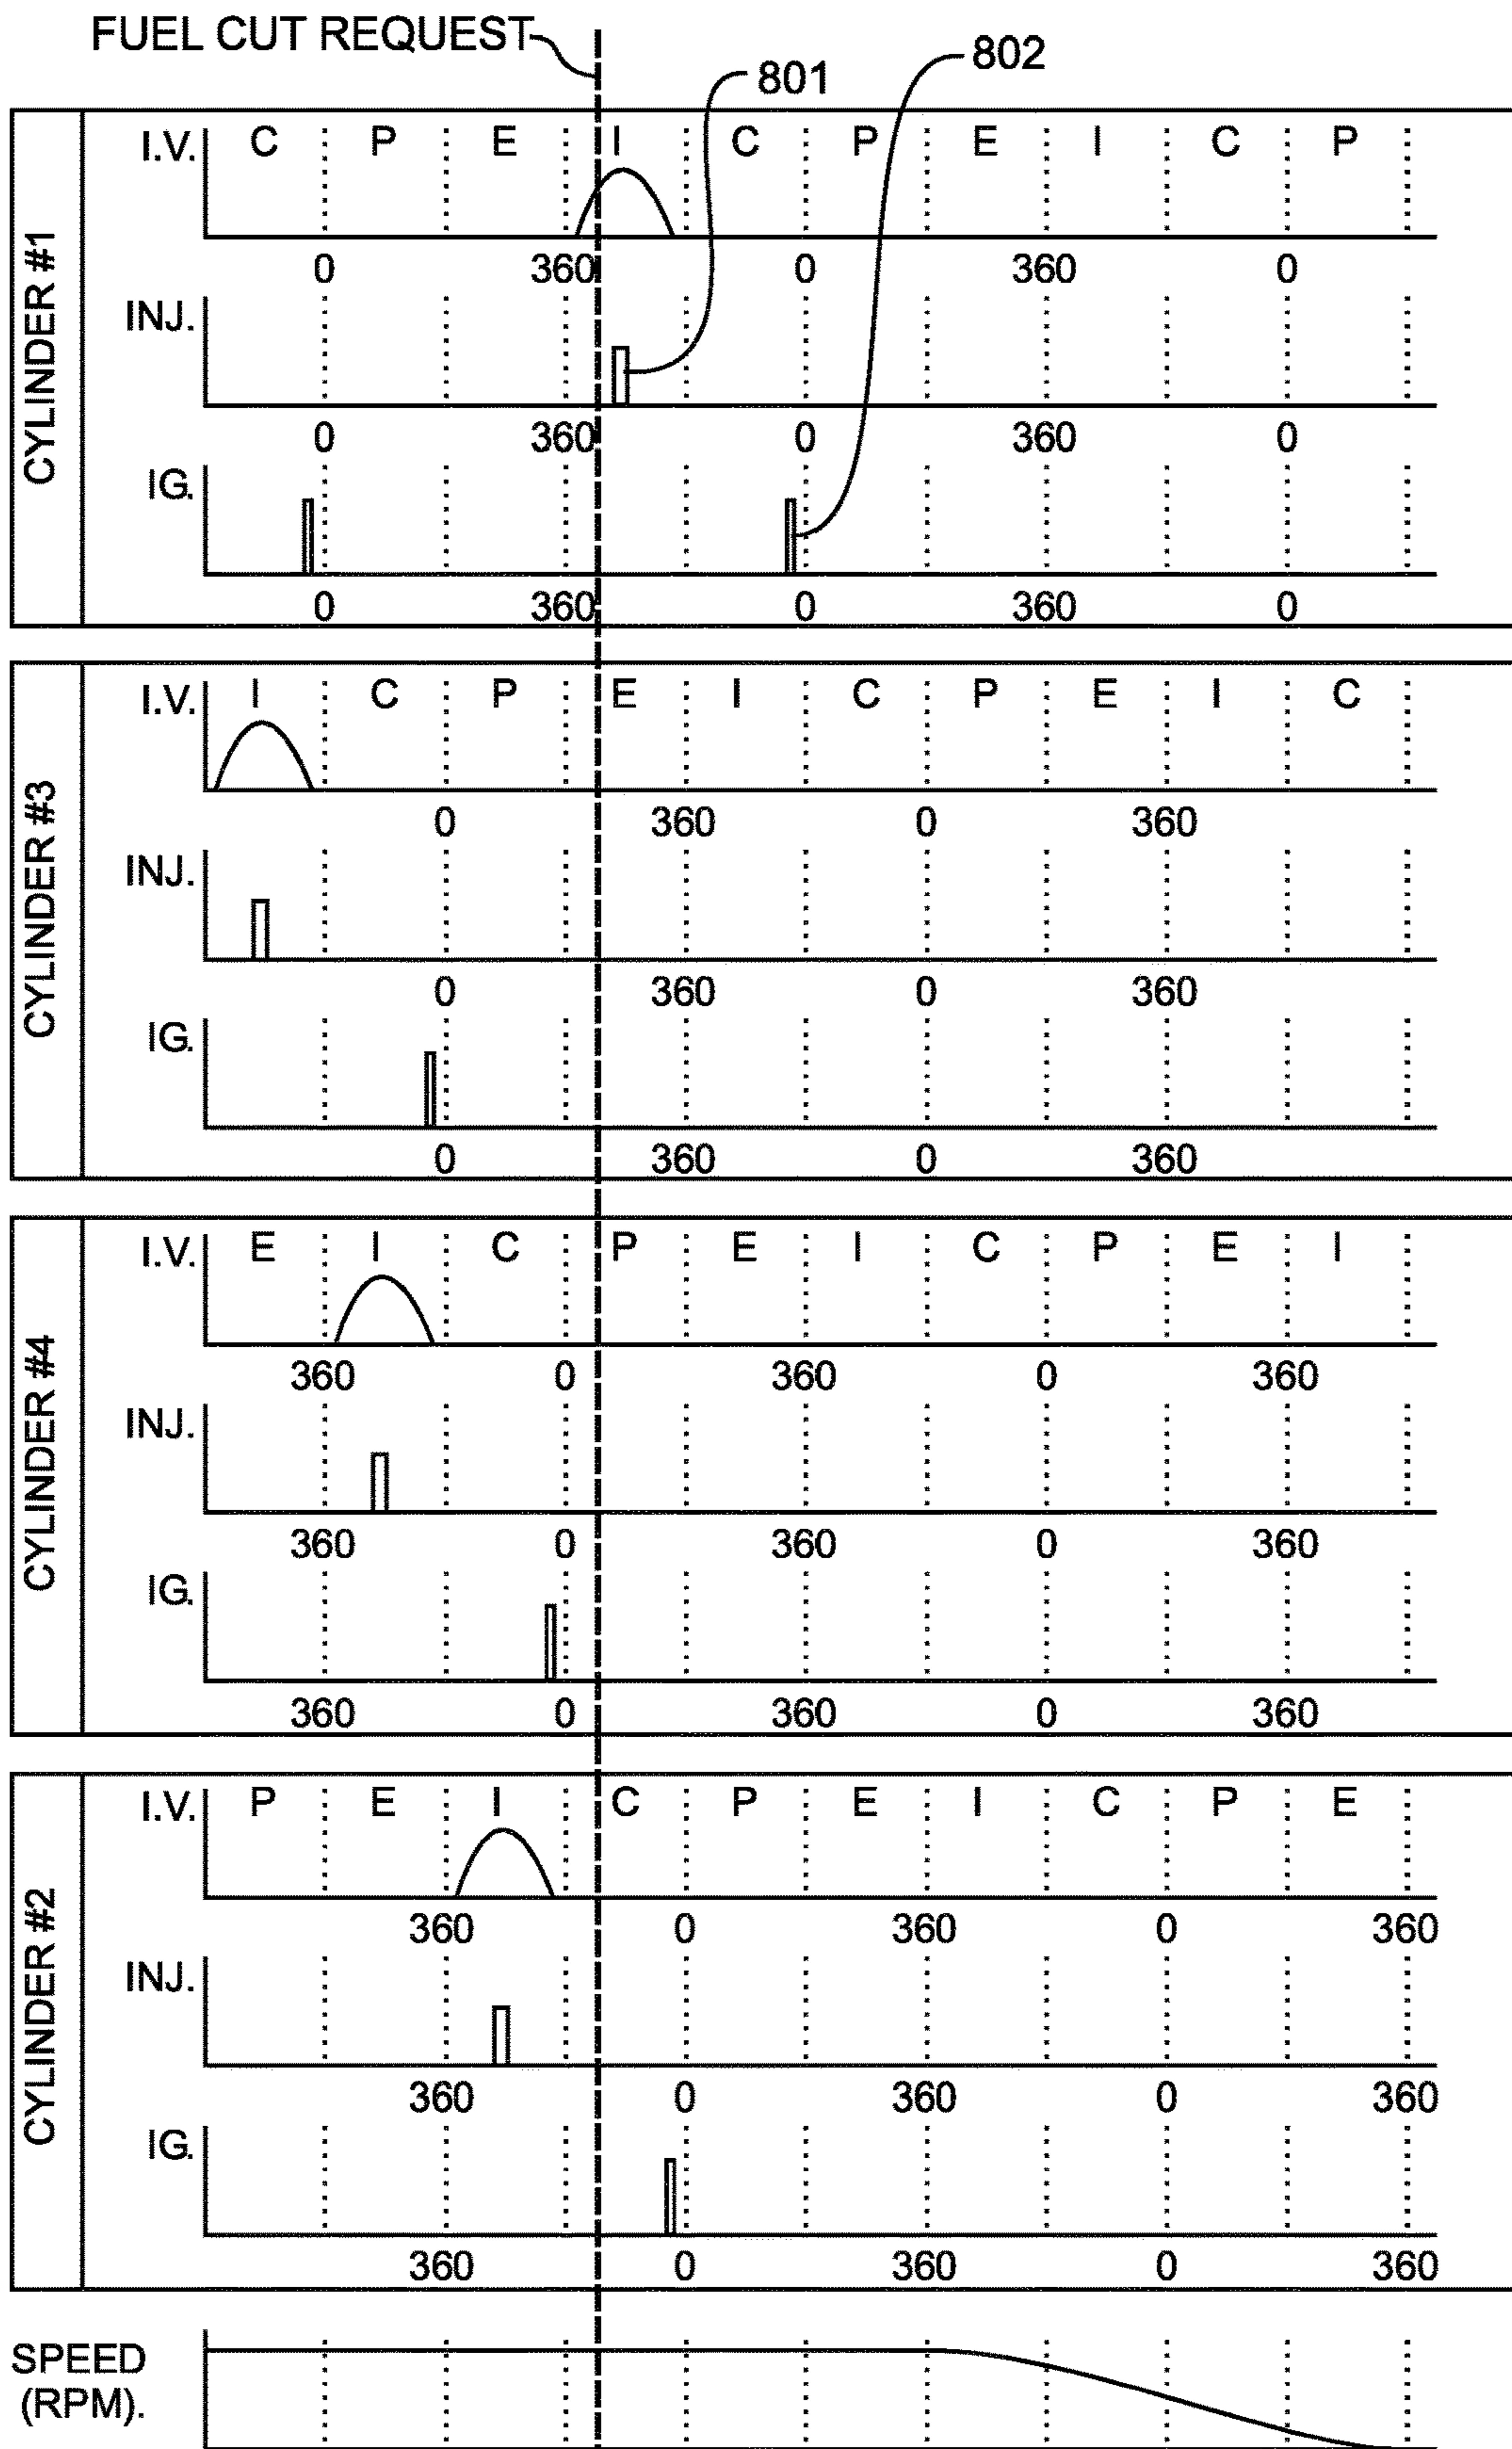 FUEL CUT REQUEST
801
802
CYLINDER #1
I.V. C P E I C P E I C P
0 360 0 360 0
INJ.
0 360 0 360 0
IG.
0 360 0 360 0
CYLINDER #3
I.V. I C P E I C P E I C
0 360 0 360
INJ.
0 360 0 360
IG.
0 360 0 360
CYLINDER #4
I.V. E I C P E I C P E I
360 0 360 0 360
INJ.
360 0 360 0 360
IG.
360 0 360 0 360
CYLINDER #2
I.V. P E I C P E I C P E
360 0 360 0 360
INJ.
360 0 360 0 360
IG.
360 0 360 0 360
SPEED
(RPM).